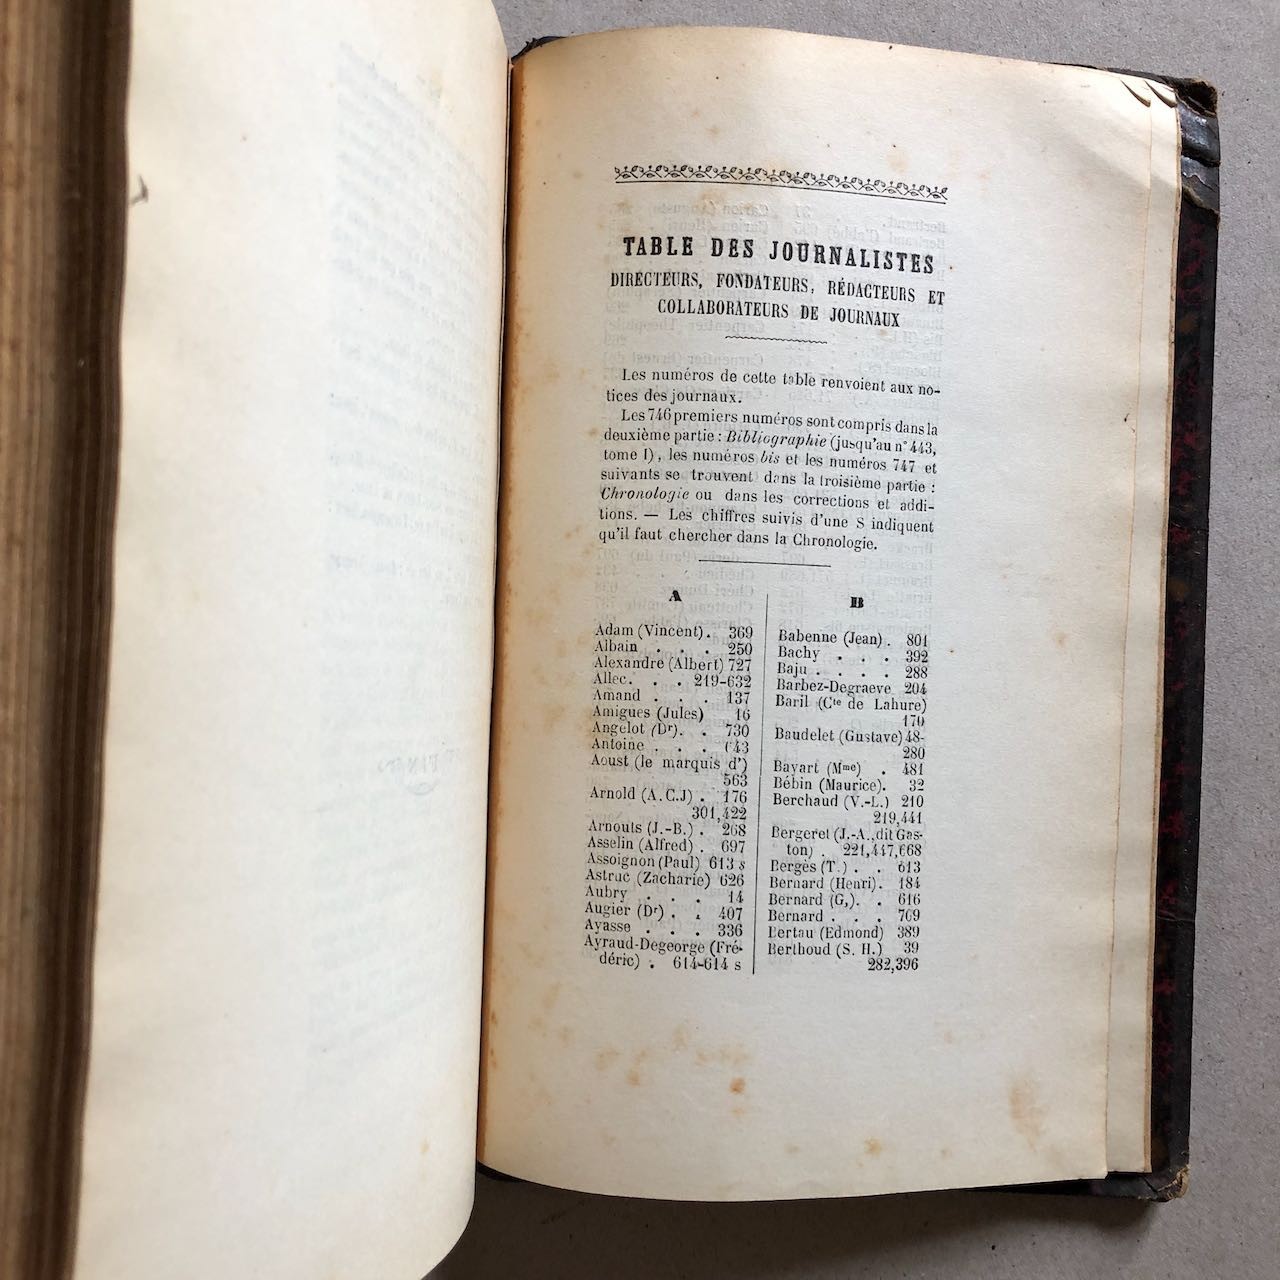 TABLE DES JOURNALISTES
DIRECTEURS, FONDATEURS, RÉDACTEURS ET
COLLABORATEURS DE JOURNAUX
Les numéros de cette table renvoient aux no-
tices des journaux.
Les 746 premiers numéros sont compris dans la
deuxième partie : Bibliographie (jusqu'au n° 443,
tome I), les numéros bis et les numéros 747 et
suivants se trouvent dans la troisième partie :
Chronologie ou dans les corrections et addi-
tions. — Les chiffres suivis d'une S indiquent
qu'il faut chercher dans la Chronologie.
A
Adam (Vincent). 369
Albain . . . 250
Alexandre (Albert) 727
Allec. . . 219-632
Amand . . . 137
Amigues (Jules) 16
Angelot (Dr). . 730
Antoine . . . 643
Aoust (le marquis d')
563
Arnold (A.C.J) . 176
301,422
Arnouts (J.-B.) . 268
Asselin (Alfred) . 697
Assoignon (Paul) 613 s
Astruc (Zacharie) 626
Aubry . . . 14
Augier (Dr) . . 407
Ayasse . . . 336
Ayraud-Degeorge (Fré-
déric) . 614-614 s
B
Babenne (Jean) . 801
Bachy . . . 392
Baju . . . . 288
Barbez-Degraeve 204
Baril (Cte de Lahure)
170
Baudelet (Gustave) 48-
280
Bavart (Mme) . 481
Bébin (Maurice). 32
Berchaud (V.-L.) 210
219,441
Bergeret (J.-A., dit Gas-
ton) . 221,447,668
Bergès (T.) . . 613
Bernard (Henri). 184
Bernard (G,). . 616
Bernard . . . 769
Bertau (Edmond) 389
Berthoud (S. H.) 39
282,396